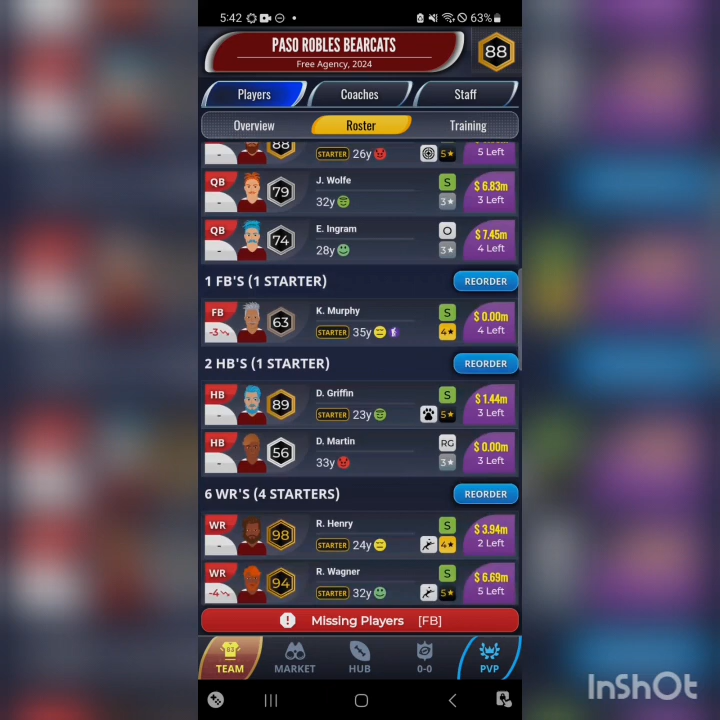 5:42 63%
PASO ROBLES BEARCATS
Free Agency, 2024
88
Players Coaches Staff
Overview Roster Training
88 STARTER 26y 5★ 5 Left
QB - 79 J. Wolfe 32y S 3★ $ 6.83m 3 Left
QB - 74 E. Ingram 28y O 3★ $ 7.45m 4 Left
1 FB'S (1 STARTER) REORDER
FB -3 - 63 K. Murphy STARTER 35y S 4★ $ 0.00m 4 Left
2 HB'S (1 STARTER) REORDER
HB - 89 D. Griffin STARTER 23y S 5★ $ 1.44m 3 Left
HB - 56 D. Martin 33y RG 3★ $ 0.00m 3 Left
6 WR'S (4 STARTERS) REORDER
WR - 98 R. Henry STARTER 24y S 4★ $ 3.94m 2 Left
WR -4 94 R. Wagner STARTER 32y S 5★ $ 6.69m 5 Left
Missing Players [FB]
83
TEAM MARKET HUB 0-0 PVP
InShOt